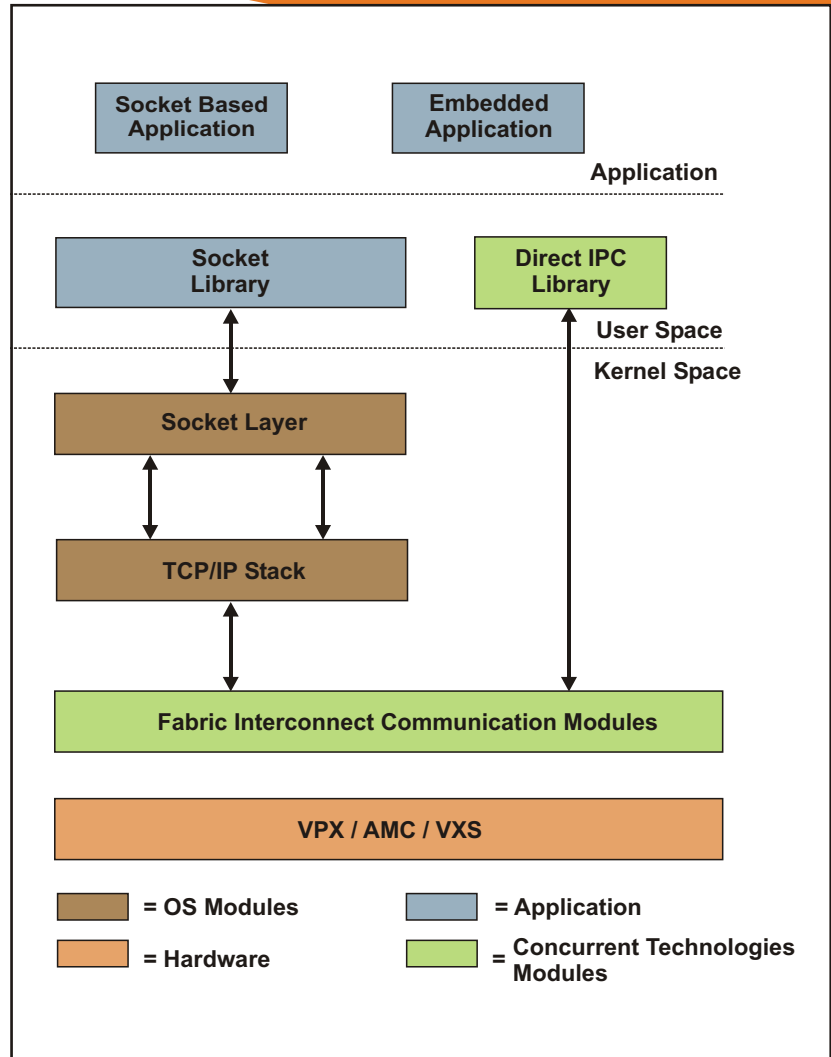 Socket Based
Application
Embedded
Application
Application
Socket
Library
Direct IPC
Library
User Space
Kernel Space
Socket Layer
TCP/IP Stack
Fabric Interconnect Communication Modules
VPX / AMC / VXS
= OS Modules
= Application
= Hardware
= Concurrent Technologies
Modules